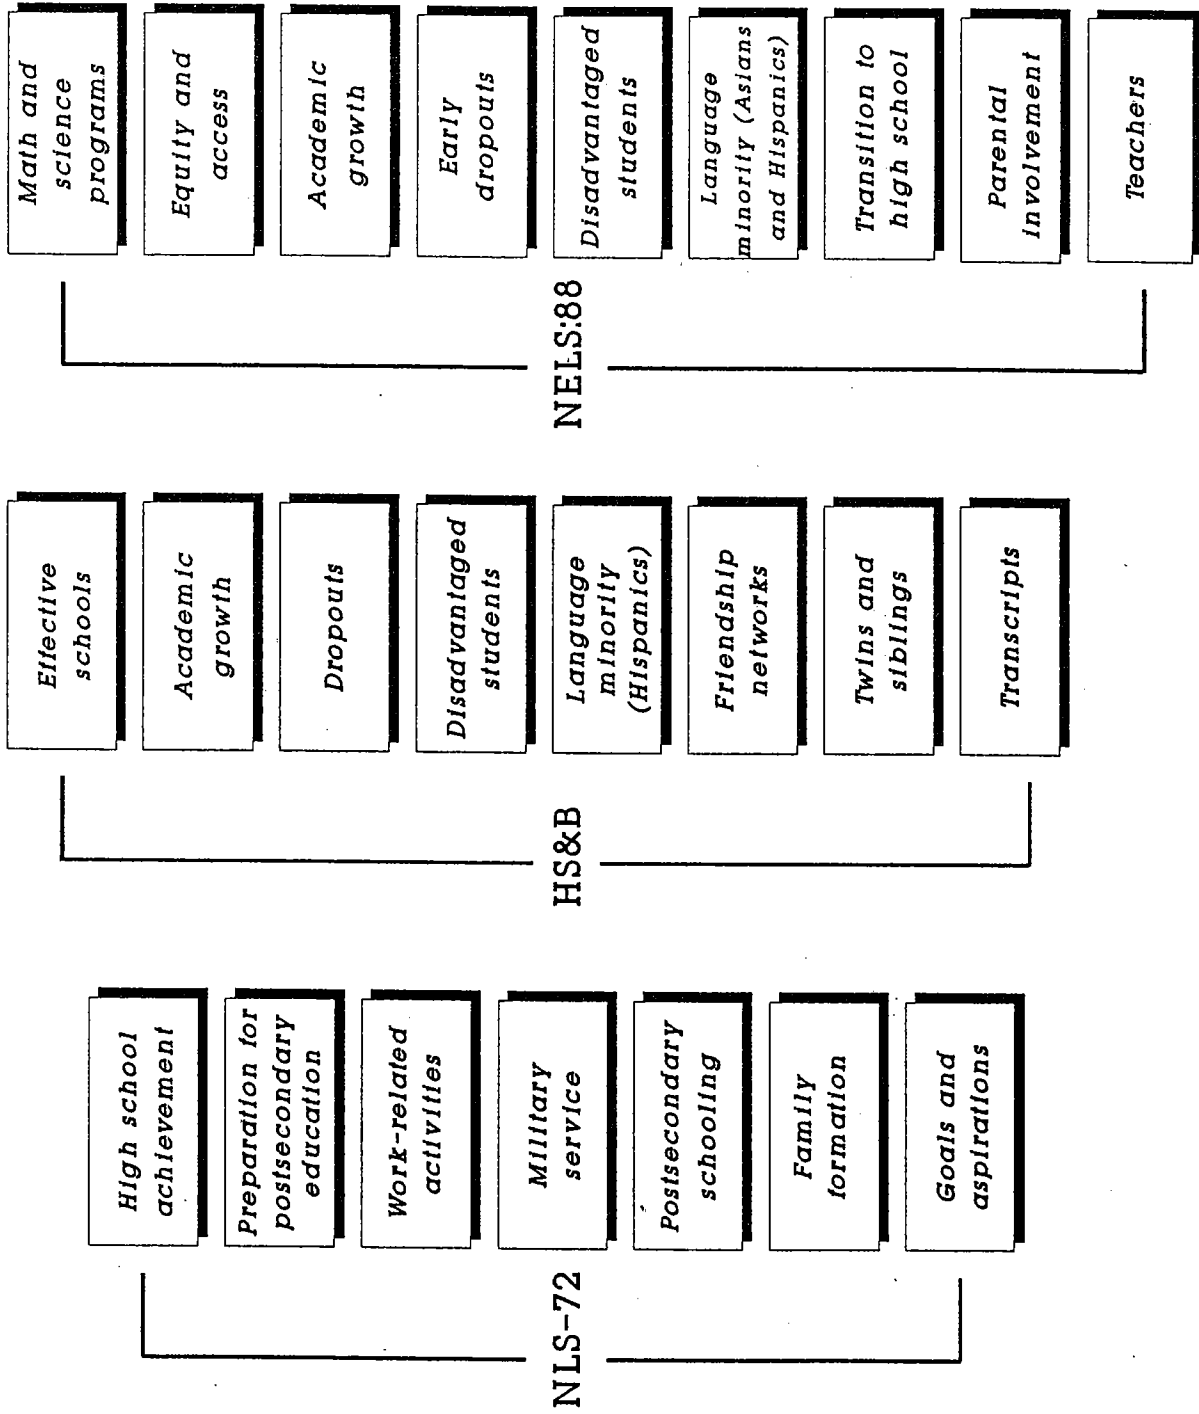 NLS-72
High school
achievement
Preparation for
postsecondary
education
Work-related
activities
Military
service
Postsecondary
schooling
Family
formation
Goals and
aspirations
HS&B
Effective
schools
Academic
growth
Dropouts
Disadvantaged
students
Language
minority
(Hispanics)
Friendship
networks
Twins and
siblings
Transcripts
NELS:88
Math and
science
programs
Equity and
access
Academic
growth
Early
dropouts
Disadvantaged
students
Language
minority (Asians
and Hispanics)
Transition to
high school
Parental
involvement
Teachers